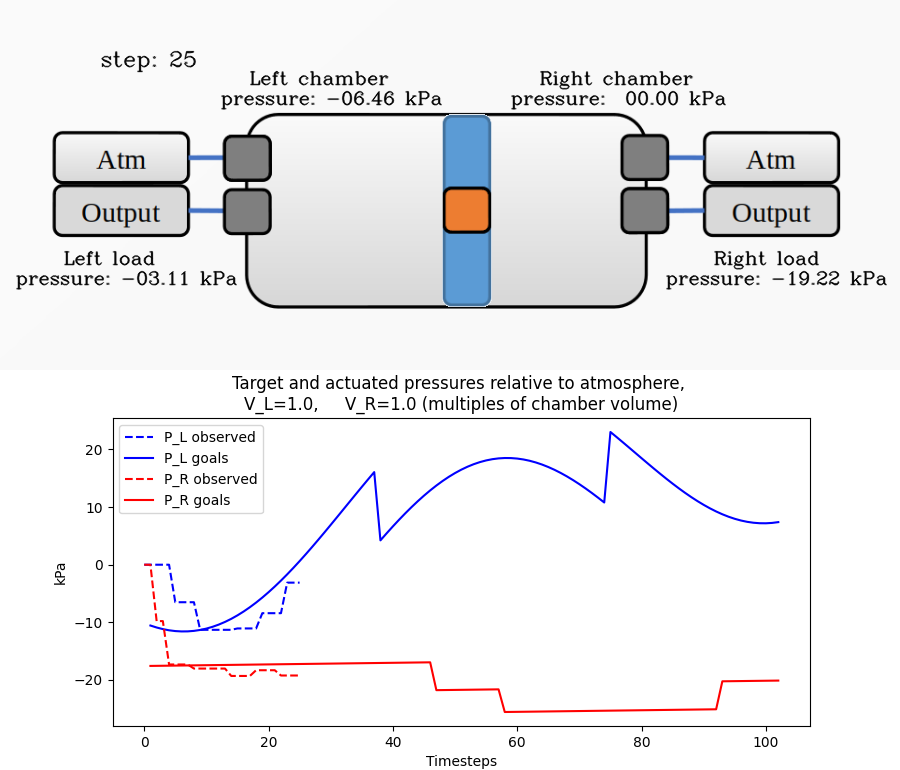 step: 25
Left chamber
pressure: −06.46 kPa
Right chamber
pressure:  00.00 kPa
Atm
Output
Atm
Output
Left load
pressure: −03.11 kPa
Right load
pressure: −19.22 kPa
Target and actuated pressures relative to atmosphere,
V_L=1.0,     V_R=1.0 (multiples of chamber volume)
P_L observed
P_L goals
P_R observed
P_R goals
20
10
0
−10
−20
kPa
0 20 40 60 80 100
Timesteps